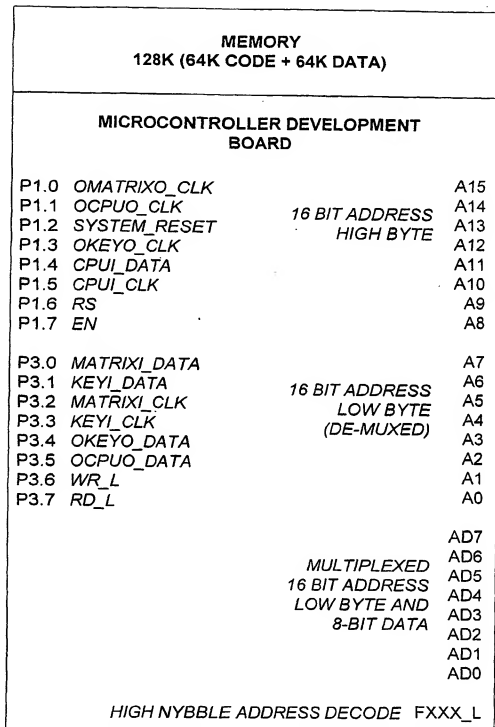 MEMORY
128K (64K CODE + 64K DATA)
MICROCONTROLLER DEVELOPMENT
BOARD
P1.0 OMATRIXO_CLK A15
P1.1 OCPUO_CLK 16 BIT ADDRESS A14
P1.2 SYSTEM_RESET HIGH BYTE A13
P1.3 OKEYO_CLK A12
P1.4 CPUI_DATA A11
P1.5 CPUI_CLK A10
P1.6 RS A9
P1.7 EN A8
P3.0 MATRIXI_DATA A7
P3.1 KEYI_DATA 16 BIT ADDRESS A6
P3.2 MATRIXI_CLK LOW BYTE A5
P3.3 KEYI_CLK (DE-MUXED) A4
P3.4 OKEYO_DATA A3
P3.5 OCPUO_DATA A2
P3.6 WR_L A1
P3.7 RD_L A0
AD7
MULTIPLEXED AD6
16 BIT ADDRESS AD5
LOW BYTE AND AD4
8-BIT DATA AD3
AD2
AD1
AD0
HIGH NYBBLE ADDRESS DECODE FXXX_L